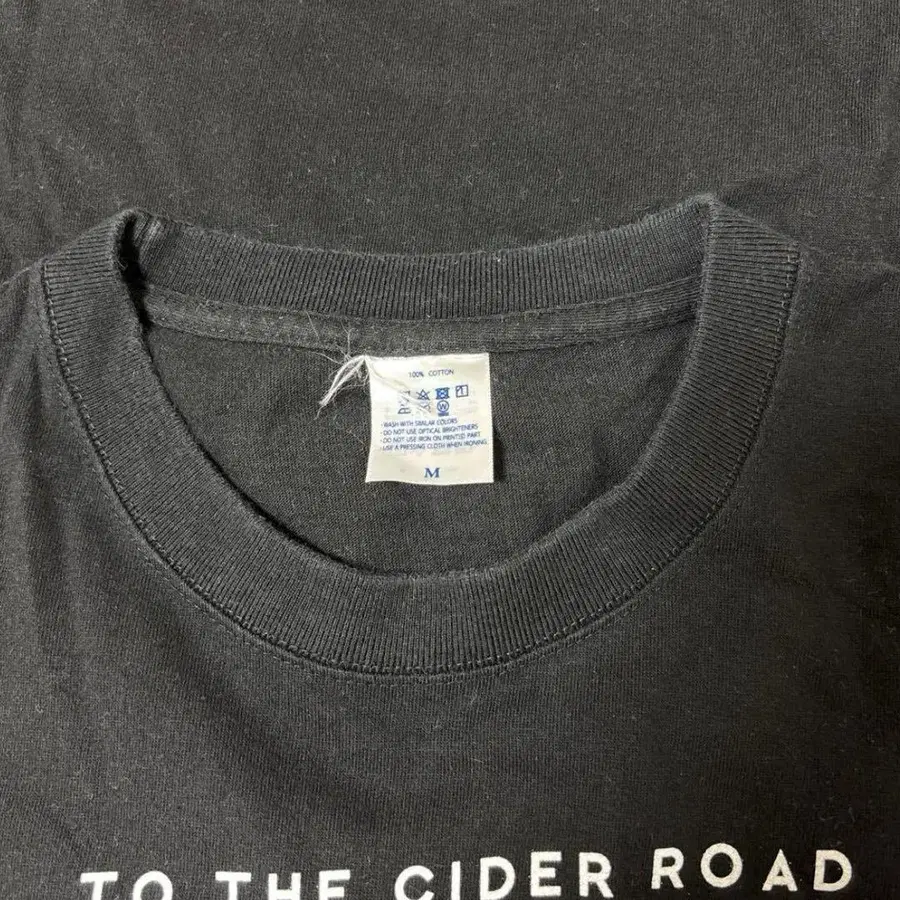 100% COTTON
W
· WASH WITH SIMILAR COLORS
· DO NOT USE OPTICAL BRIGHTENERS
· DO NOT USE IRON ON PRINTED PART
· USE A PRESSING CLOTH WHEN IRONING
M
TO THE CIDER ROAD